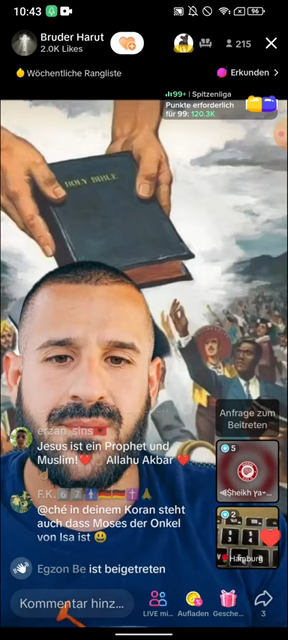 10:43
96
Bruder Harut
2.0K Likes
215
Wöchentliche Rangliste
Erkunden >
99+ | Spitzenliga
Punkte erforderlich
für 99: 120.3K
HOLY BIBLE
erzan_sins
Jesus ist ein Prophet und
Muslim! Allahu Akbar
Anfrage zum
Beitreten
5
F.K.
@ché in deinem Koran steht
auch dass Moses der Onkel
von Isa ist
2
Hamburg
Egzon Be ist beigetreten
Kommentar hinz...
LIVE mi...
Aufladen
Gesche...
3